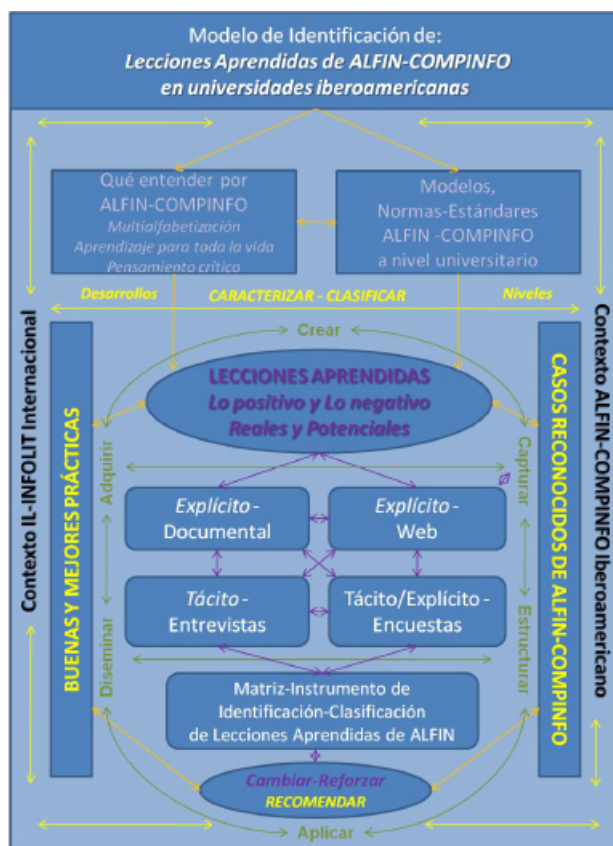 Modelo de Identificación de:
Lecciones Aprendidas de ALFIN-COMPINFO
en universidades iberoamericanas
Qué entender por
ALFIN-COMPINFO
Multialfabetización
Aprendizaje para toda la vida
Pensamiento crítico
Modelos,
Normas-Estándares
ALFIN -COMPINFO
a nivel universitario
Desarrollos
CARACTERIZAR - CLASIFICAR
Niveles
Contexto IL-INFOLIT Internacional
BUENAS Y MEJORES PRÁCTICAS
Crear
LECCIONES APRENDIDAS
Lo positivo y Lo negativo
Reales y Potenciales
Adquirir
Capturar
Explícito -
Documental
Explícito -
Web
Tácito -
Entrevistas
Tácito/Explícito -
Encuestas
Diseminar
Estructurar
Matriz-Instrumento de
Identificación-Clasificación
de Lecciones Aprendidas de ALFIN
Cambiar-Reforzar
RECOMENDAR
Aplicar
CASOS RECONOCIDOS DE ALFIN-COMPINFO
Contexto ALFIN-COMPINFO Iberoamericano